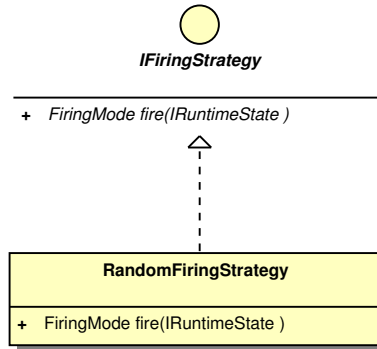 IFiringStrategy
+ FiringMode fire(IRuntimeState )
RandomFiringStrategy
+ FiringMode fire(IRuntimeState )